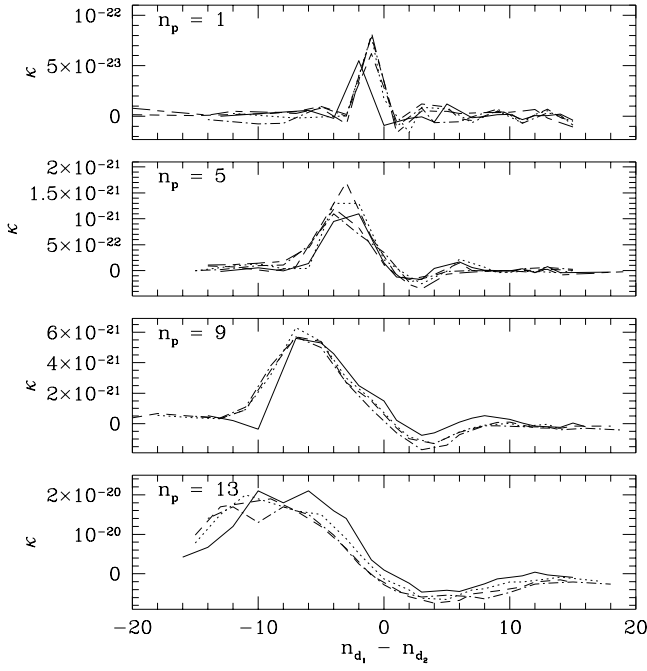 10⁻²²
n_p = 1
κ
5×10⁻²³
0
2×10⁻²¹
n_p = 5
1.5×10⁻²¹
κ
10⁻²¹
5×10⁻²²
0
6×10⁻²¹
n_p = 9
4×10⁻²¹
κ
2×10⁻²¹
0
n_p = 13
2×10⁻²⁰
κ
10⁻²⁰
0
−20 −10 0 10 20
n_d₁ − n_d₂